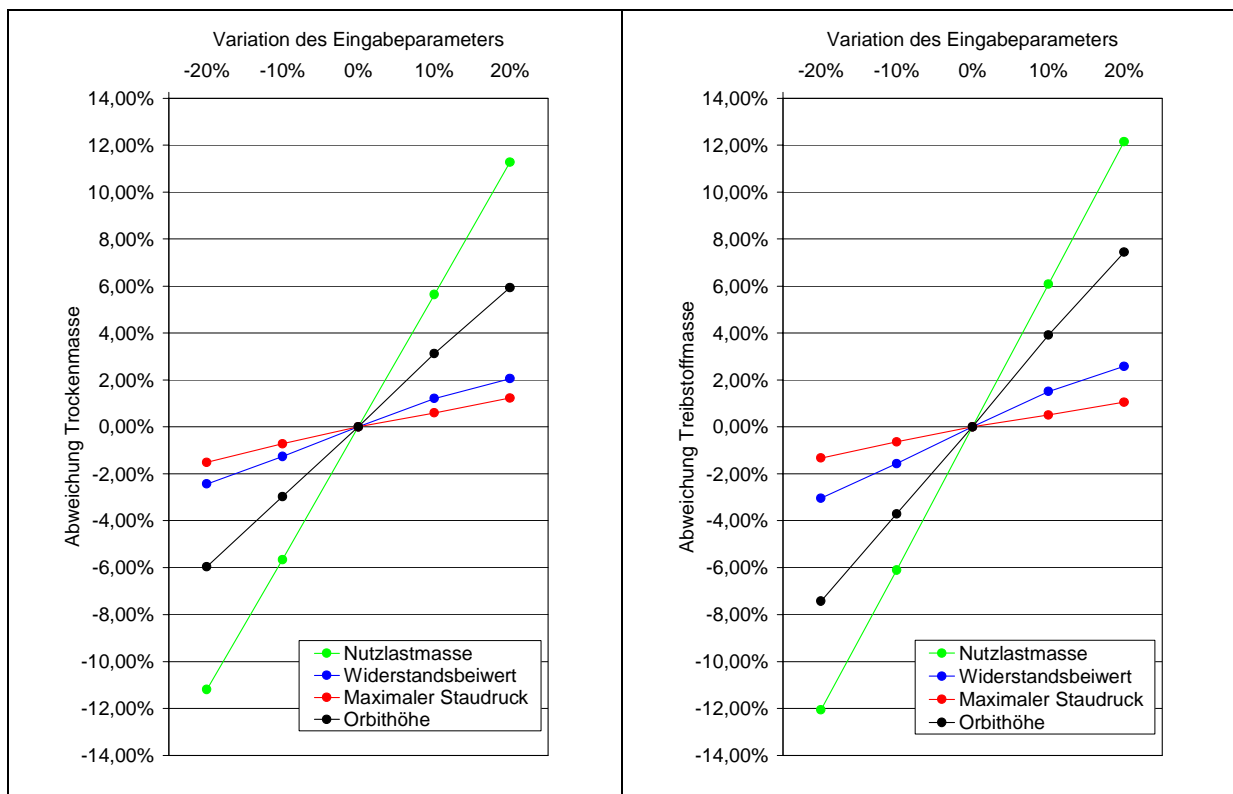 Variation des Eingabeparameters
-20% -10% 0% 10% 20%
14,00%
12,00%
10,00%
8,00%
6,00%
4,00%
2,00%
0,00%
-2,00%
-4,00%
-6,00%
-8,00%
-10,00%
-12,00%
-14,00%
Abweichung Trockenmasse
Nutzlastmasse
Widerstandsbeiwert
Maximaler Staudruck
Orbithöhe
Variation des Eingabeparameters
-20% -10% 0% 10% 20%
14,00%
12,00%
10,00%
8,00%
6,00%
4,00%
2,00%
0,00%
-2,00%
-4,00%
-6,00%
-8,00%
-10,00%
-12,00%
-14,00%
Abweichung Treibstoffmasse
Nutzlastmasse
Widerstandsbeiwert
Maximaler Staudruck
Orbithöhe